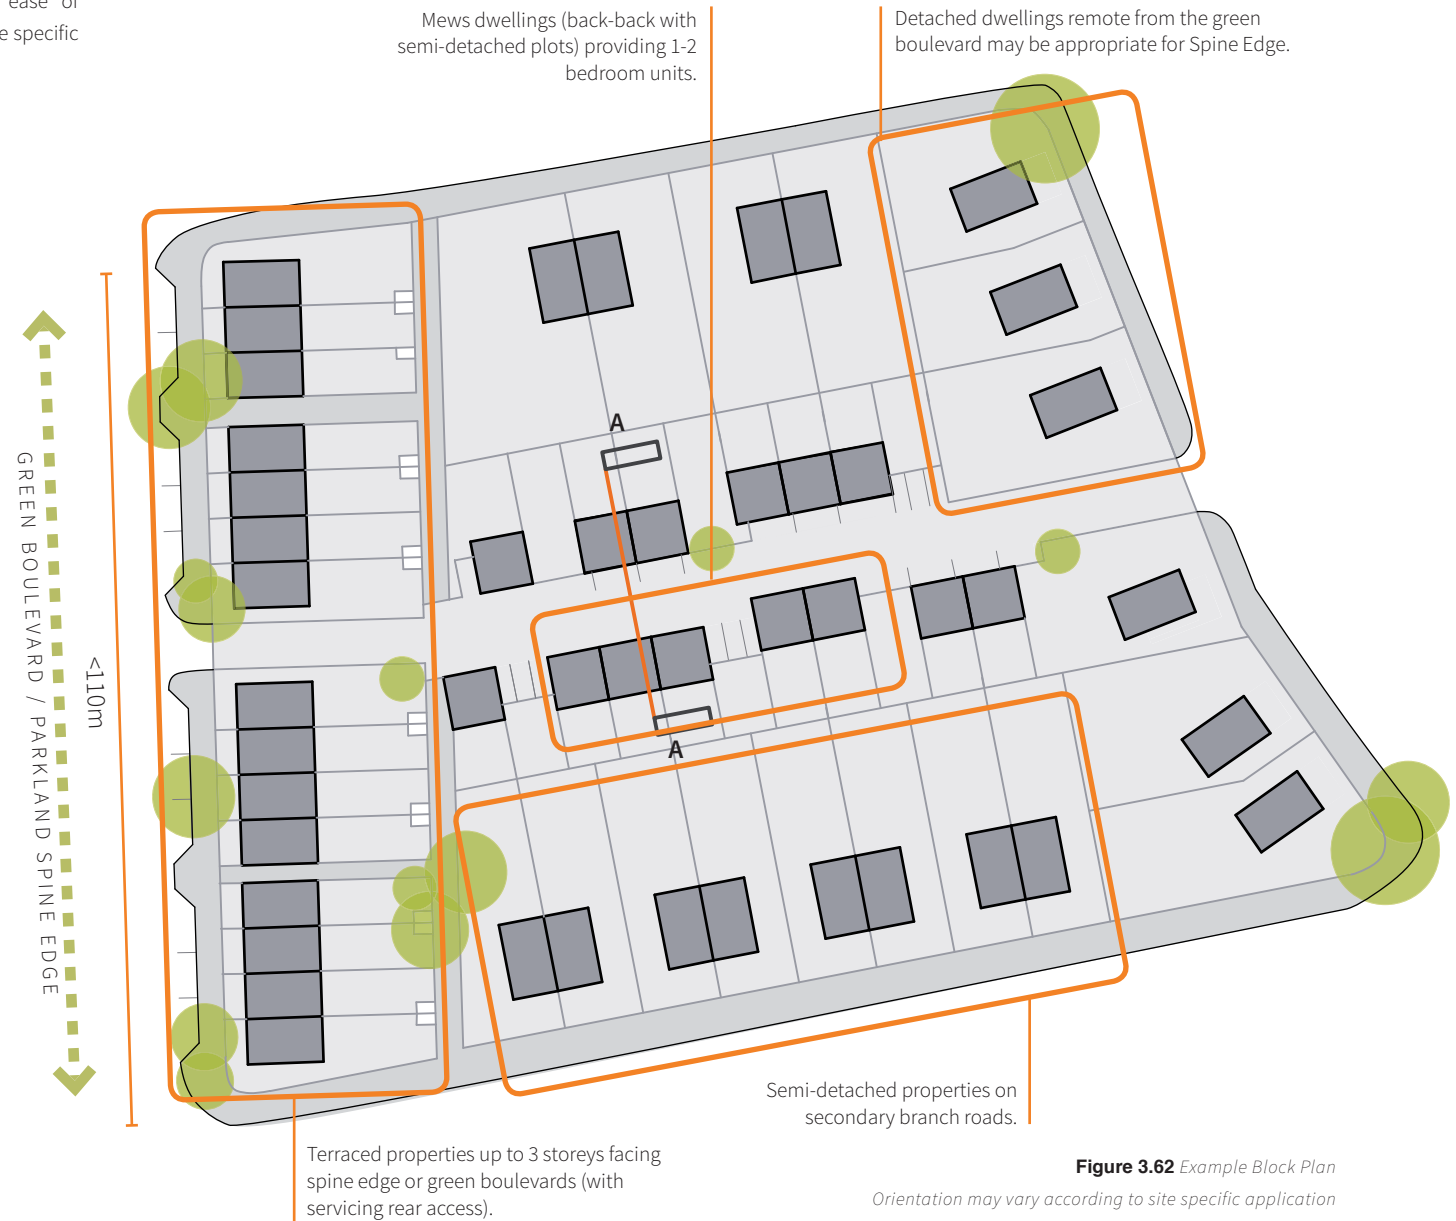 ease of
e specific
Mews dwellings (back-back with
semi-detached plots) providing 1-2
bedroom units.
Detached dwellings remote from the green
boulevard may be appropriate for Spine Edge.
GREEN BOULEVARD / PARKLAND SPINE EDGE
<110m
A
A
Semi-detached properties on
secondary branch roads.
Terraced properties up to 3 storeys facing
spine edge or green boulevards (with
servicing rear access).
Figure 3.62 Example Block Plan
Orientation may vary according to site specific application